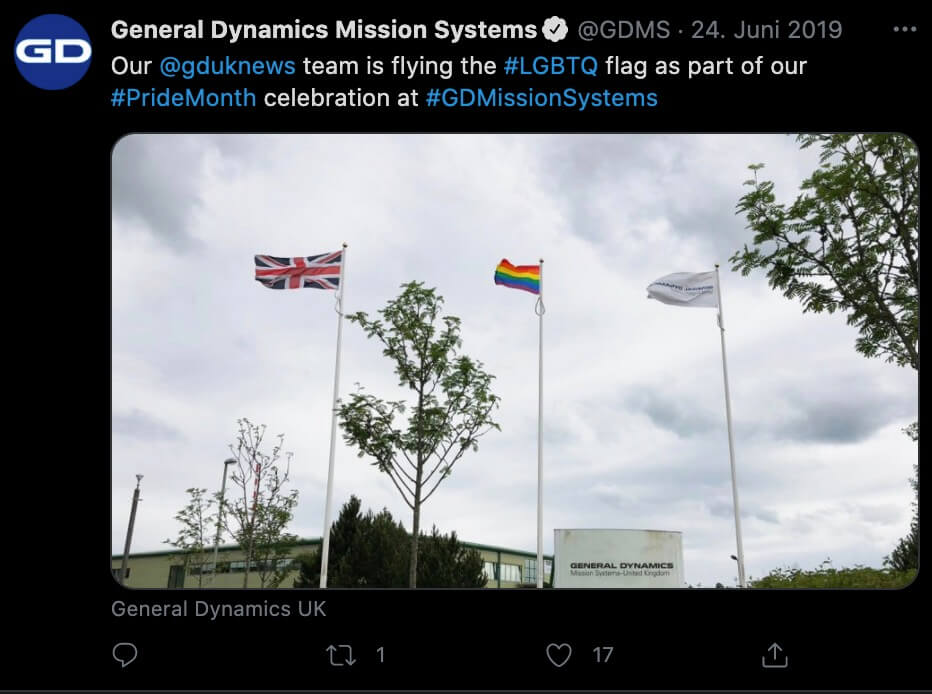 GD
General Dynamics Mission Systems @GDMS · 24. Juni 2019
Our @gduknews team is flying the #LGBTQ flag as part of our
#PrideMonth celebration at #GDMissionSystems
GENERAL DYNAMICS
Mission Systems–United Kingdom
General Dynamics UK
1
17